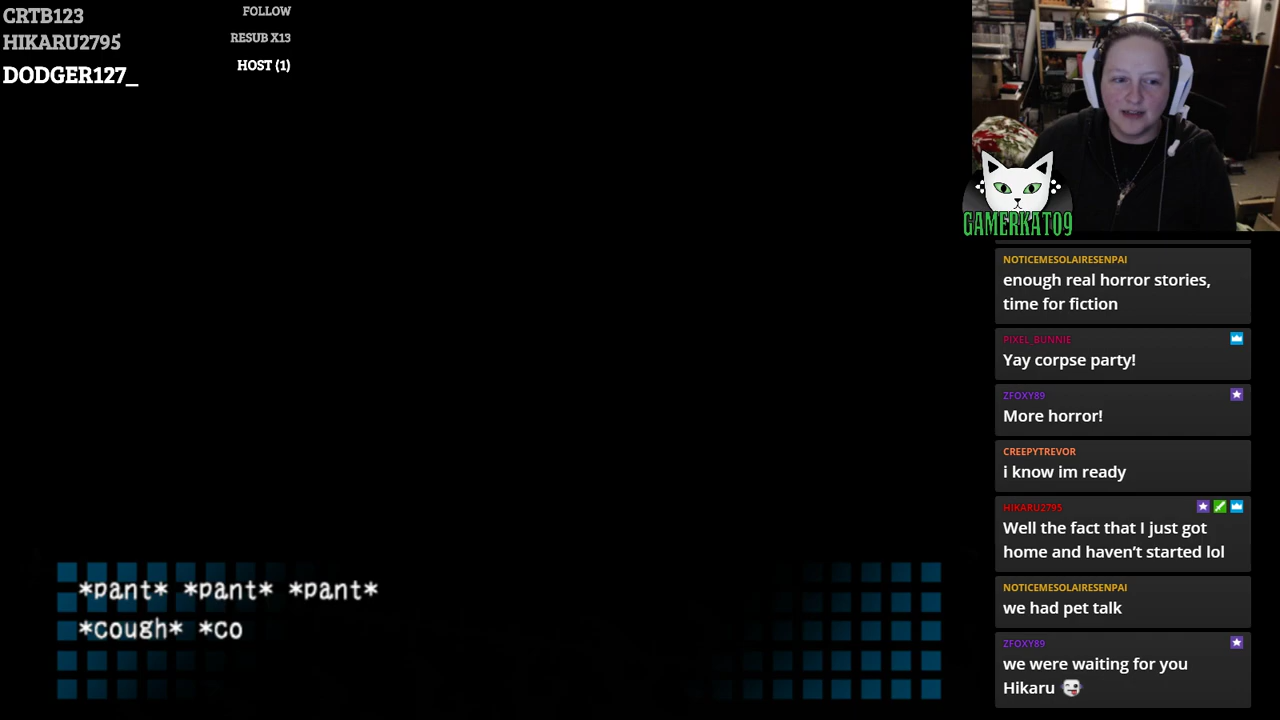 CRTB123 FOLLOW
HIKARU2795 RESUB X13
DODGER127_ HOST (1)
GAMERKAT09
NOTICEMESOLAIRESENPAI
enough real horror stories,
time for fiction
PIXEL_BUNNIE
Yay corpse party!
ZFOXY89
More horror!
CREEPYTREVOR
i know im ready
HIKARU2795
Well the fact that I just got
home and haven't started lol
NOTICEMESOLAIRESENPAI
we had pet talk
ZFOXY89
we were waiting for you
Hikaru
*pant* *pant* *pant*
*cough* *co